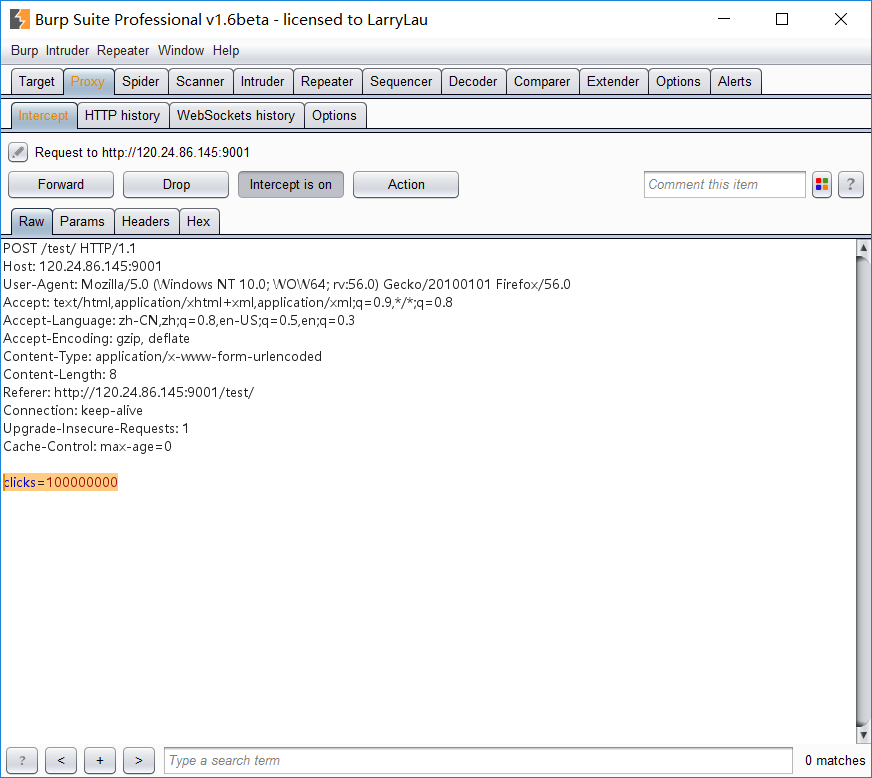 Burp Suite Professional v1.6beta - licensed to LarryLau
Burp Intruder Repeater Window Help
Target Proxy Spider Scanner Intruder Repeater Sequencer Decoder Comparer Extender Options Alerts
Intercept HTTP history WebSockets history Options
Request to http://120.24.86.145:9001
Forward Drop Intercept is on Action Comment this item ?
Raw Params Headers Hex
POST /test/ HTTP/1.1
Host: 120.24.86.145:9001
User-Agent: Mozilla/5.0 (Windows NT 10.0; WOW64; rv:56.0) Gecko/20100101 Firefox/56.0
Accept: text/html,application/xhtml+xml,application/xml;q=0.9,*/*;q=0.8
Accept-Language: zh-CN,zh;q=0.8,en-US;q=0.5,en;q=0.3
Accept-Encoding: gzip, deflate
Content-Type: application/x-www-form-urlencoded
Content-Length: 8
Referer: http://120.24.86.145:9001/test/
Connection: keep-alive
Upgrade-Insecure-Requests: 1
Cache-Control: max-age=0
clicks=100000000
? < + > Type a search term 0 matches